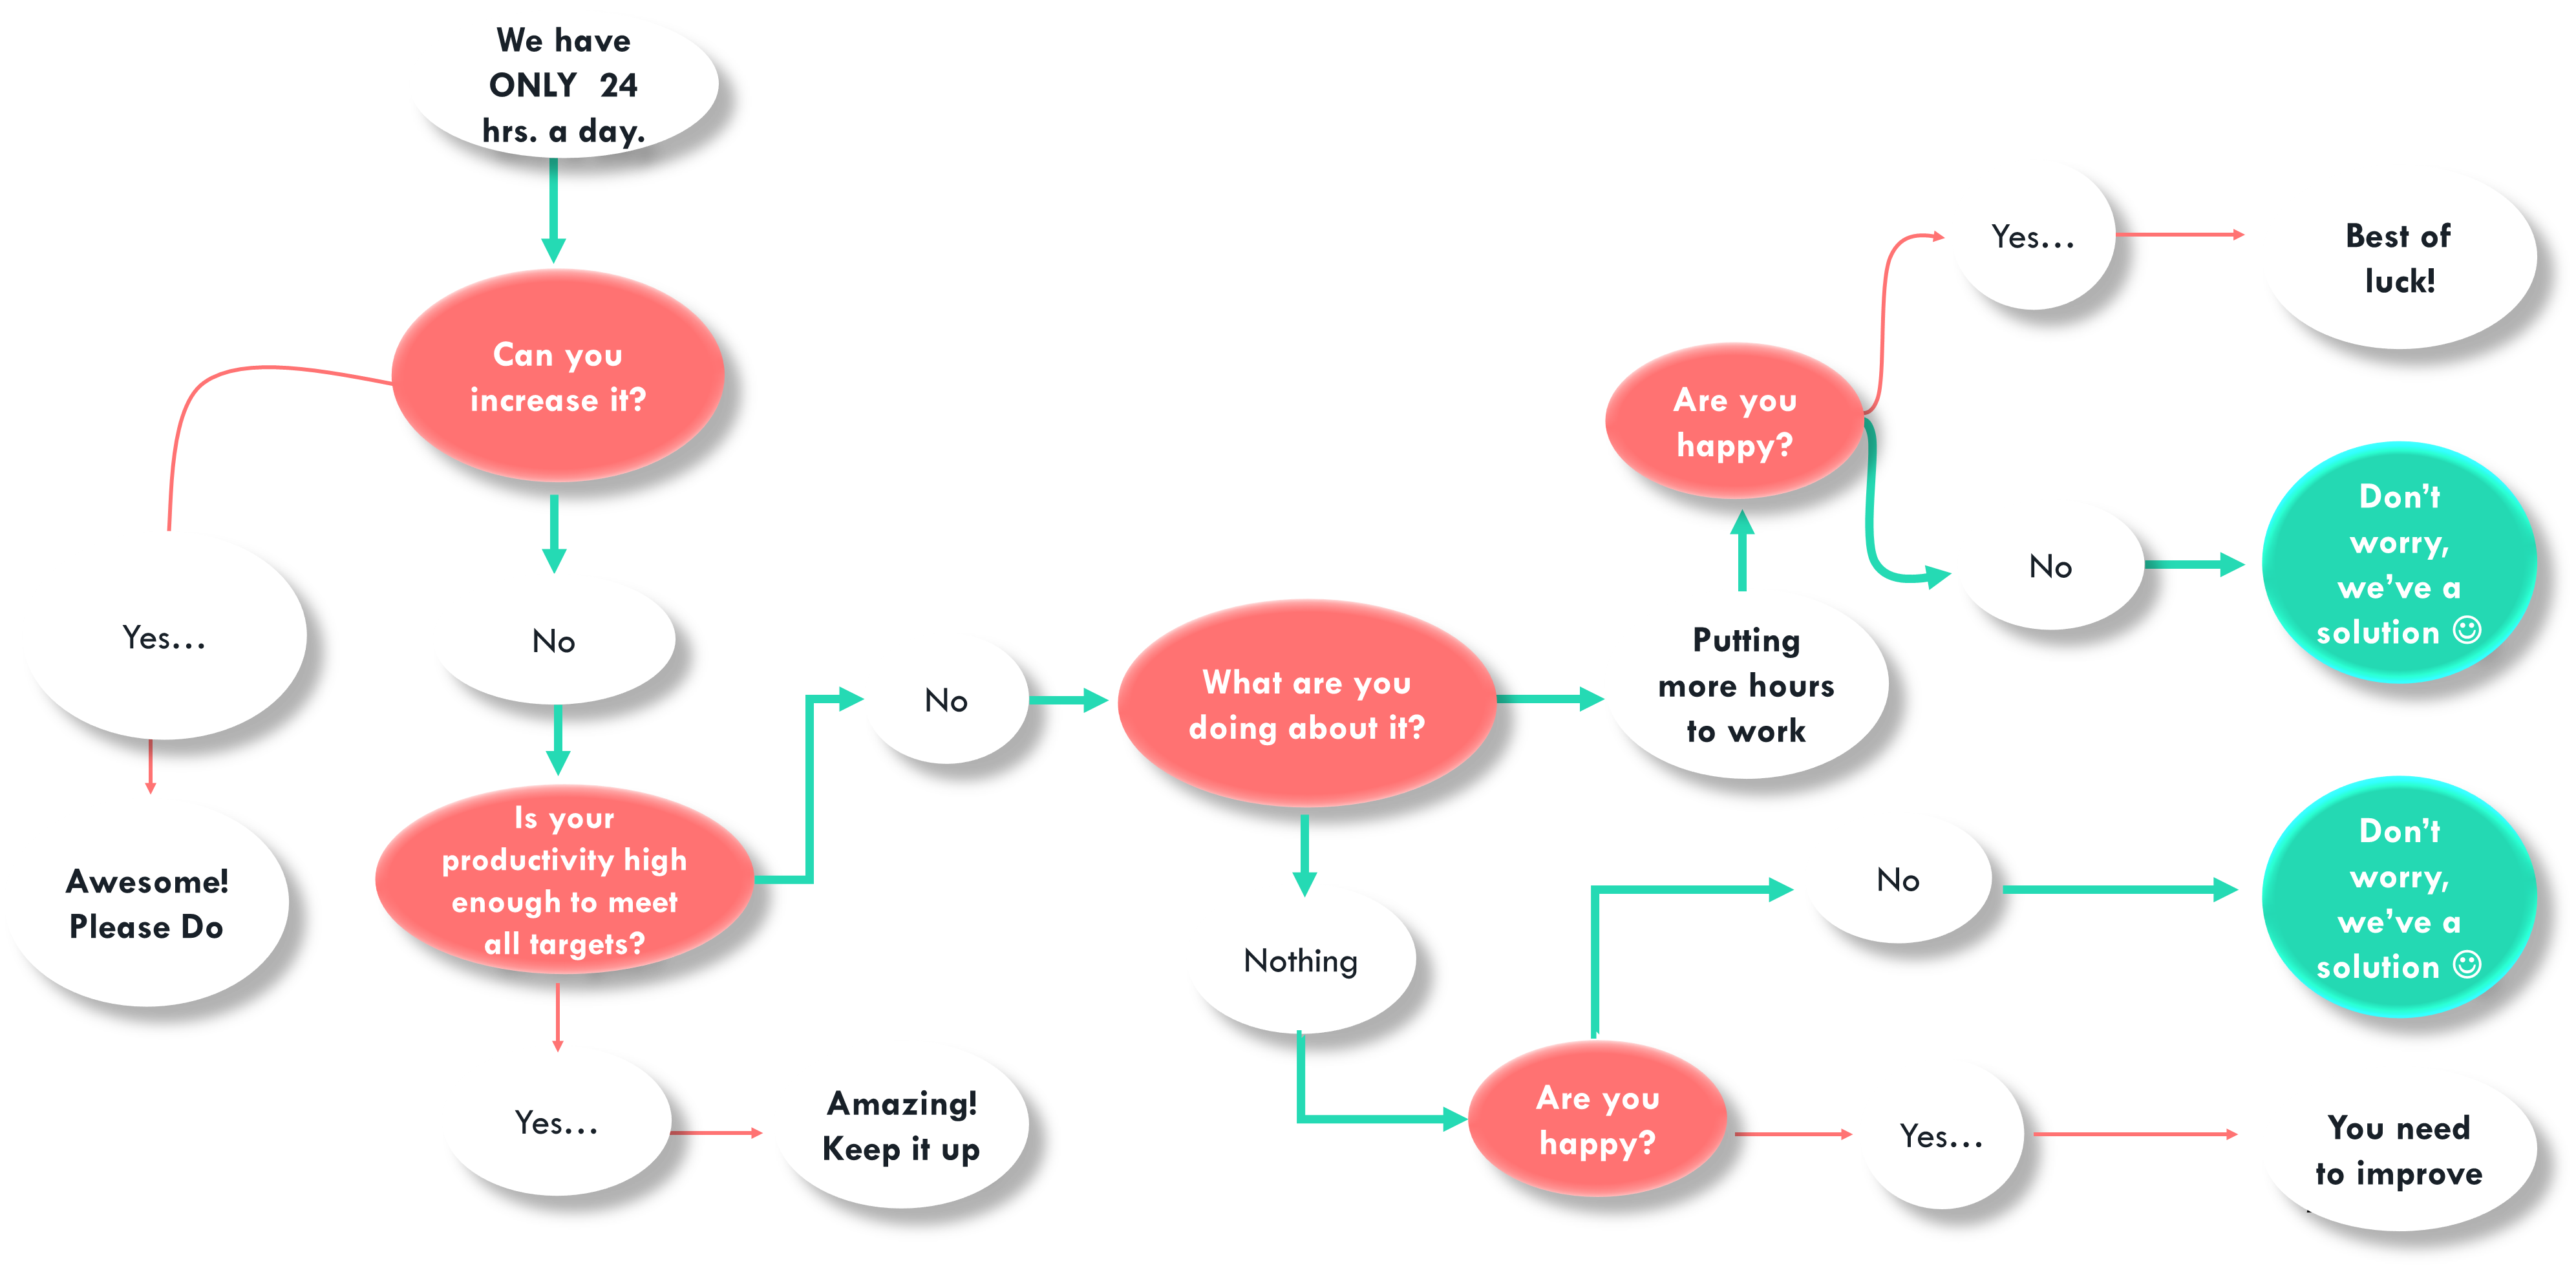 We have
ONLY 24
hrs. a day.
Can you
increase it?
Yes...
Awesome!
Please Do
No
Is your
productivity high
enough to meet
all targets?
Yes...
Amazing!
Keep it up
No
What are you
doing about it?
Putting
more hours
to work
Are you
happy?
Yes...
Best of
luck!
No
Don't
worry,
we've a
solution ☺
Nothing
Are you
happy?
No
Don't
worry,
we've a
solution ☺
Yes...
You need
to improve